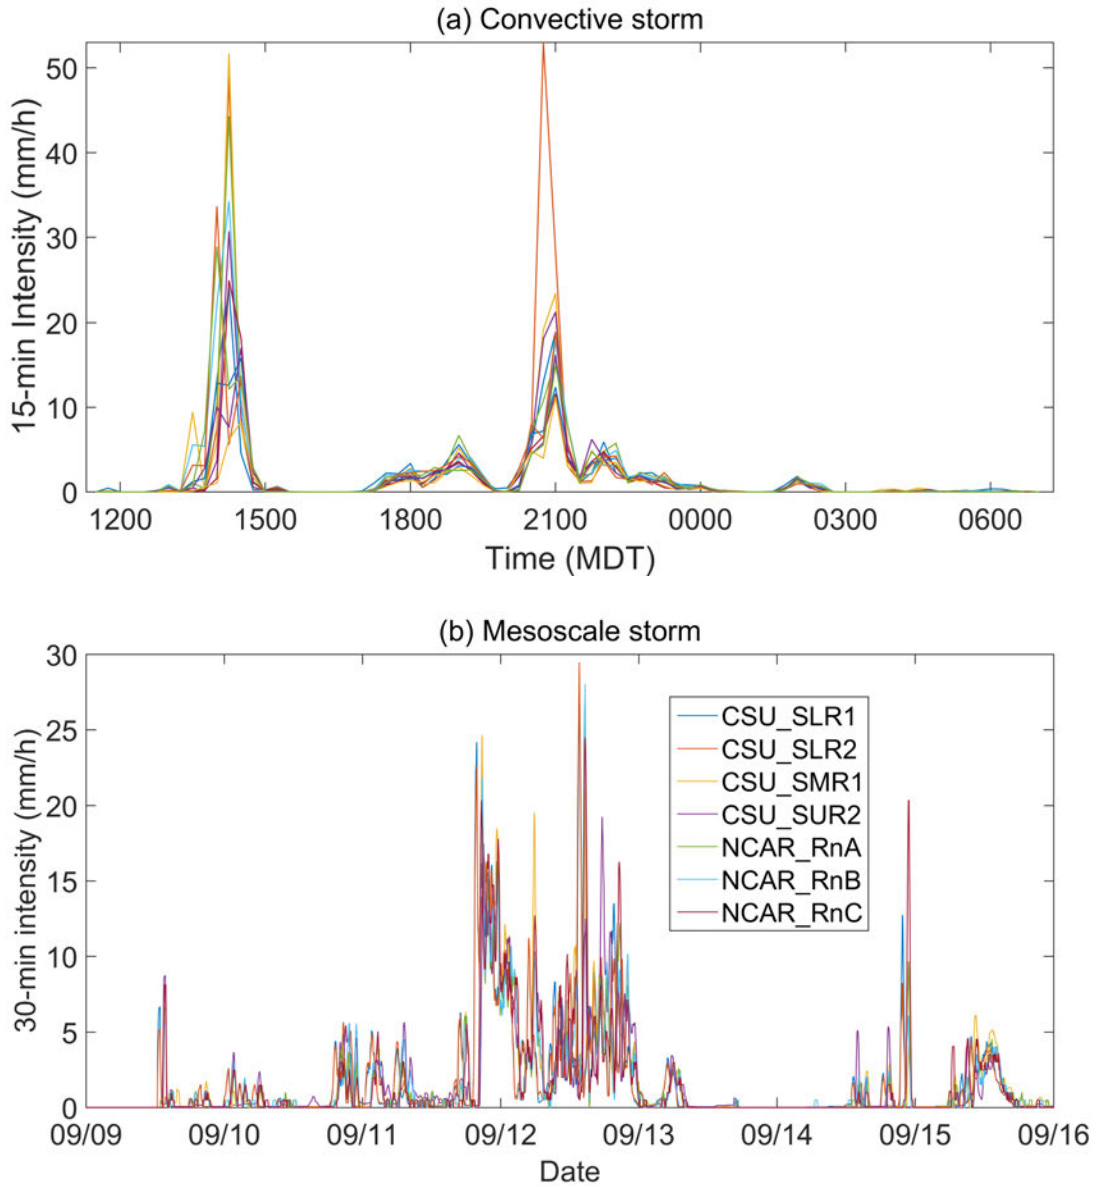 (a) Convective storm
15-min Intensity (mm/h)
50
40
30
20
10
0
1200 1500 1800 2100 0000 0300 0600
Time (MDT)
(b) Mesoscale storm
30-min intensity (mm/h)
30
25
20
15
10
5
0
CSU_SLR1
CSU_SLR2
CSU_SMR1
CSU_SUR2
NCAR_RnA
NCAR_RnB
NCAR_RnC
09/09 09/10 09/11 09/12 09/13 09/14 09/15 09/16
Date